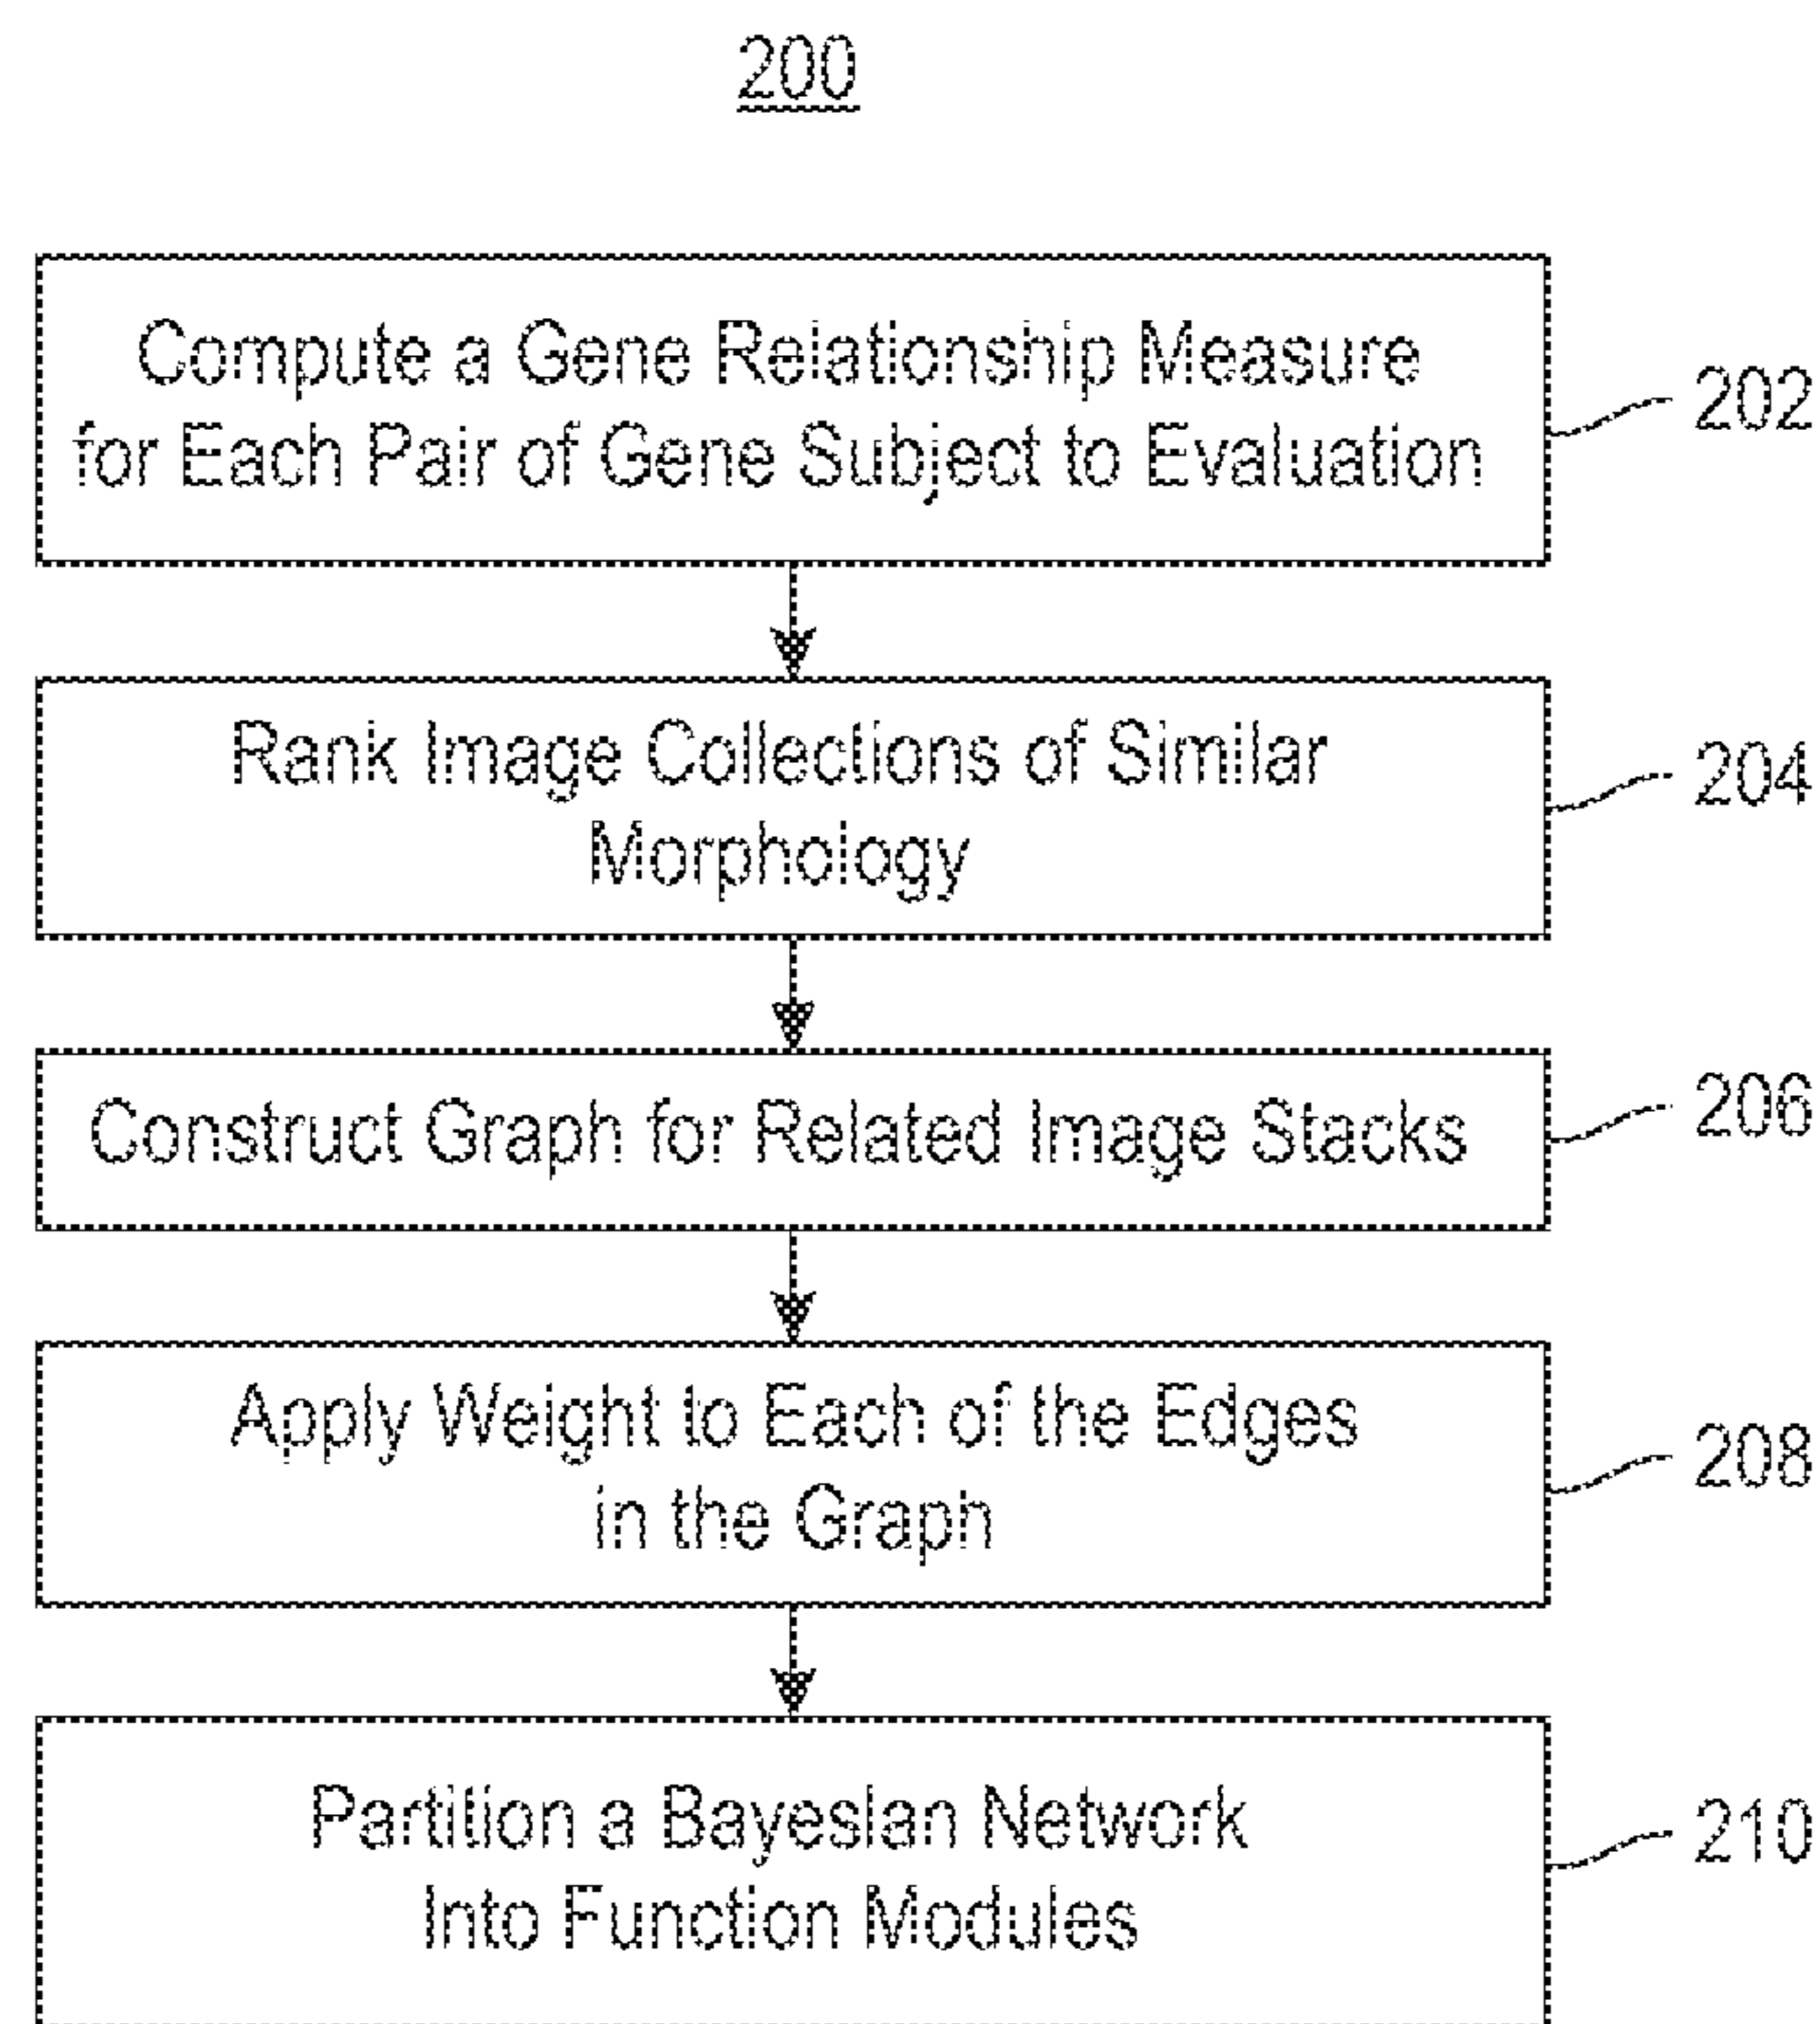 200
Compute a Gene Relationship Measure
for Each Pair of Gene Subject to Evaluation
202
Rank Image Collections of Similar
Morphology
204
Construct Graph for Related Image Stacks
206
Apply Weight to Each of the Edges
in the Graph
208
Partition a Bayesian Network
Into Function Modules
210